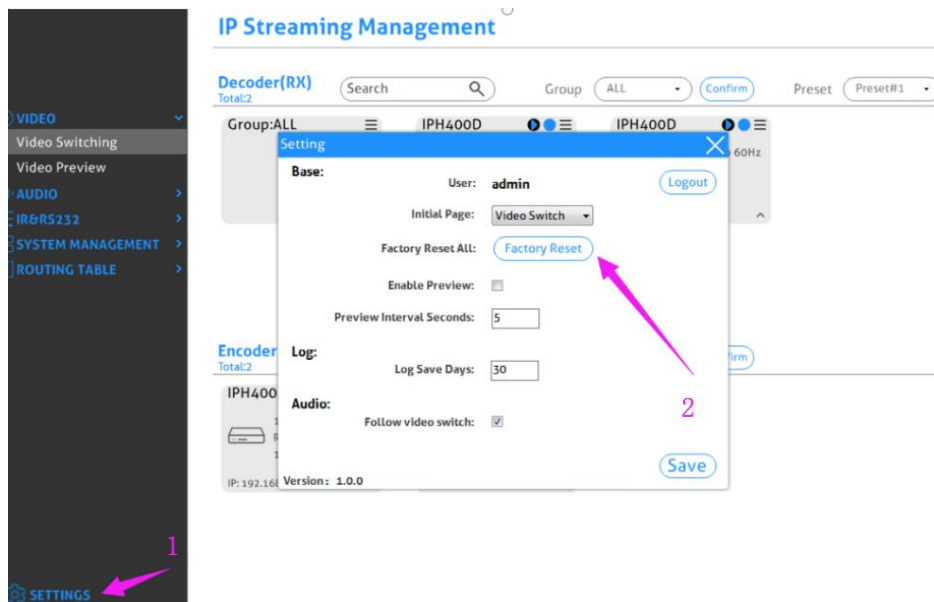 IP Streaming Management
Decoder(RX)
Total:2
Search
Group
ALL
Confirm
Preset
Preset#1
VIDEO
Video Switching
Video Preview
AUDIO
IR&RS232
SYSTEM MANAGEMENT
ROUTING TABLE
Group:ALL
IPH400D
IPH400D
60Hz
Setting
Base:
User: admin
Logout
Initial Page: Video Switch
Factory Reset All: Factory Reset
Enable Preview:
Preview Interval Seconds: 5
Log:
Log Save Days: 30
Audio:
Follow video switch:
Save
Version: 1.0.0
Encoder
Total:2
IPH400
IP: 192.168
1
2
SETTINGS